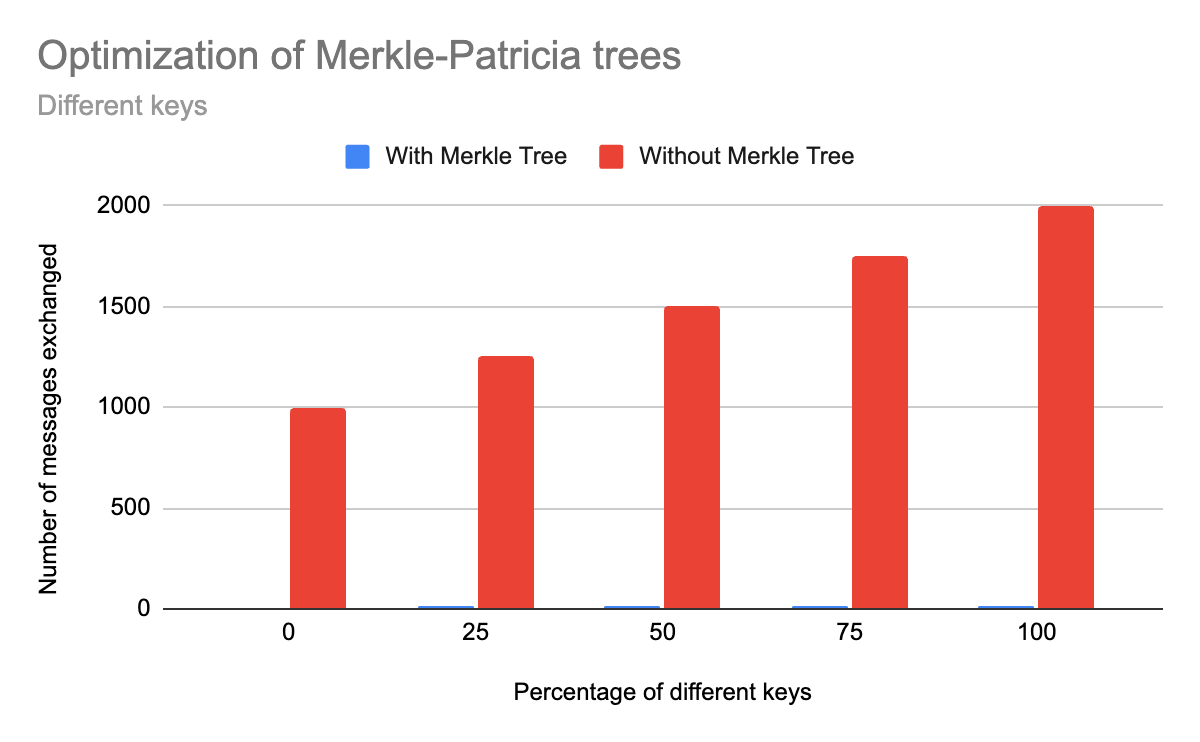 Optimization of Merkle-Patricia trees
Different keys
With Merkle Tree
Without Merkle Tree
Number of messages exchanged
2000
1500
1000
500
0
0
25
50
75
100
Percentage of different keys